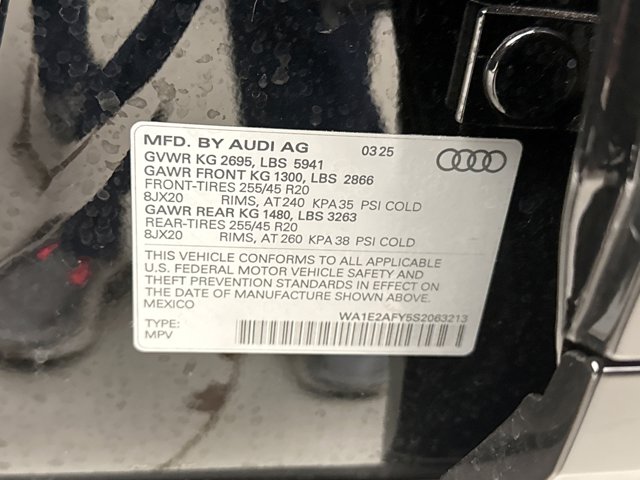 MFD. BY AUDI AG 03 25
GVWR KG 2695, LBS 5941
GAWR FRONT KG 1300, LBS 2866
FRONT-TIRES 255/45 R20
8JX20 RIMS, AT 240 KPA 35 PSI COLD
GAWR REAR KG 1480, LBS 3263
REAR-TIRES 255/45 R20
8JX20 RIMS, AT 260 KPA 38 PSI COLD
THIS VEHICLE CONFORMS TO ALL APPLICABLE
U.S. FEDERAL MOTOR VEHICLE SAFETY AND
THEFT PREVENTION STANDARDS IN EFFECT ON
THE DATE OF MANUFACTURE SHOWN ABOVE.
MEXICO
WA1E2AFY5S2063213
TYPE:
MPV